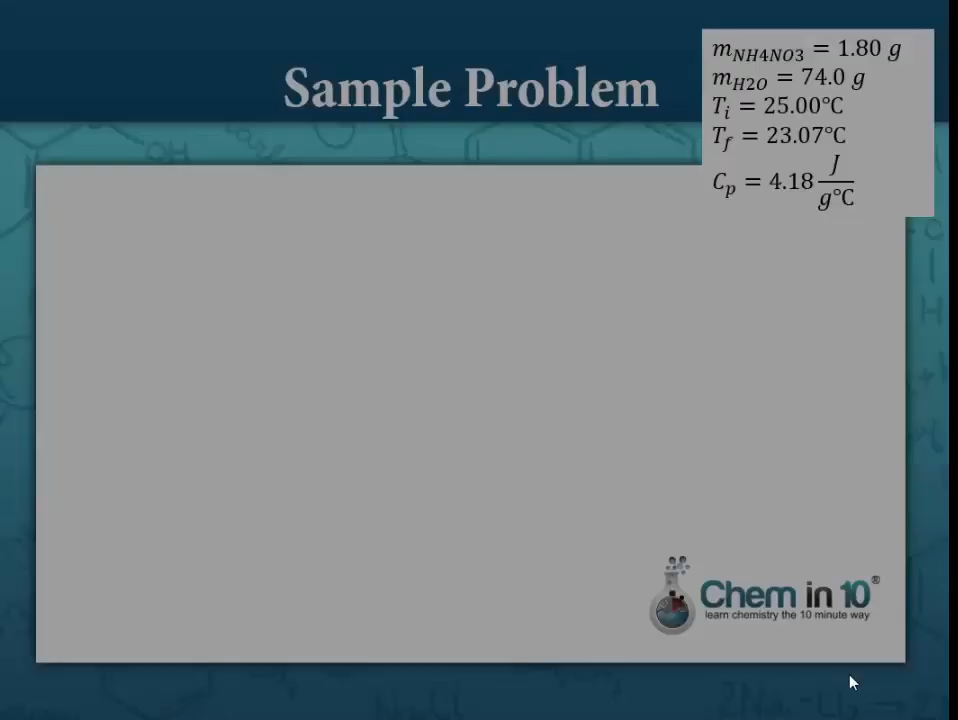 Sample Problem
m_NH4NO3 = 1.80 g
m_H2O = 74.0 g
T_i = 25.00°C
T_f = 23.07°C
C_p = 4.18 J/g°C
OH
Chem in 10®
learn chemistry the 10 minute way